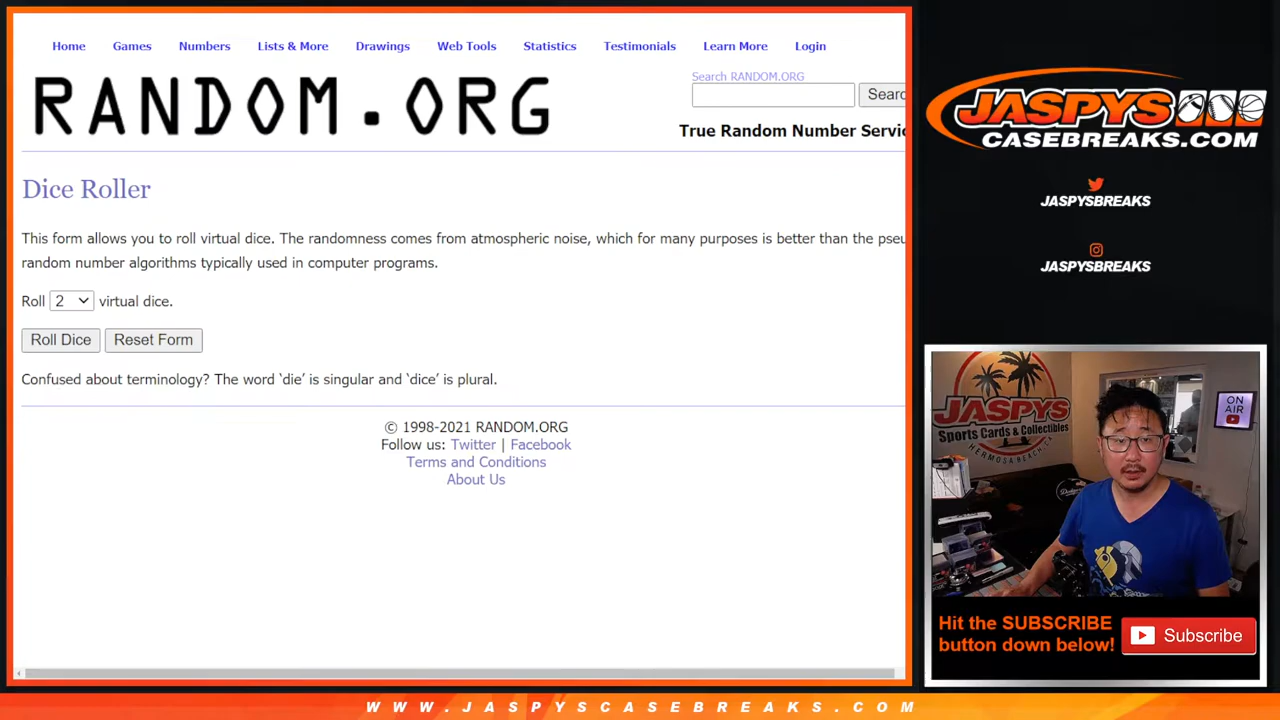 Home Games Numbers Lists & More Drawings Web Tools Statistics Testimonials Learn More Login
RANDOM.ORG
Search RANDOM.ORG
Searc
True Random Number Servic
Dice Roller
This form allows you to roll virtual dice. The randomness comes from atmospheric noise, which for many purposes is better than the pseu
random number algorithms typically used in computer programs.
Roll 2 virtual dice.
Roll Dice Reset Form
Confused about terminology? The word ‘die’ is singular and ‘dice’ is plural.
© 1998-2021 RANDOM.ORG
Follow us: Twitter | Facebook
Terms and Conditions
About Us
JASPYS
CASEBREAKS.COM
JASPYSBREAKS
JASPYSBREAKS
JASPYS
Sports Cards & Collectibles
HERMOSA BEACH, CA
ON
AIR
Dodgers
Hit the SUBSCRIBE
button down below!
Subscribe
WWW.JASPYSCASEBREAKS.COM